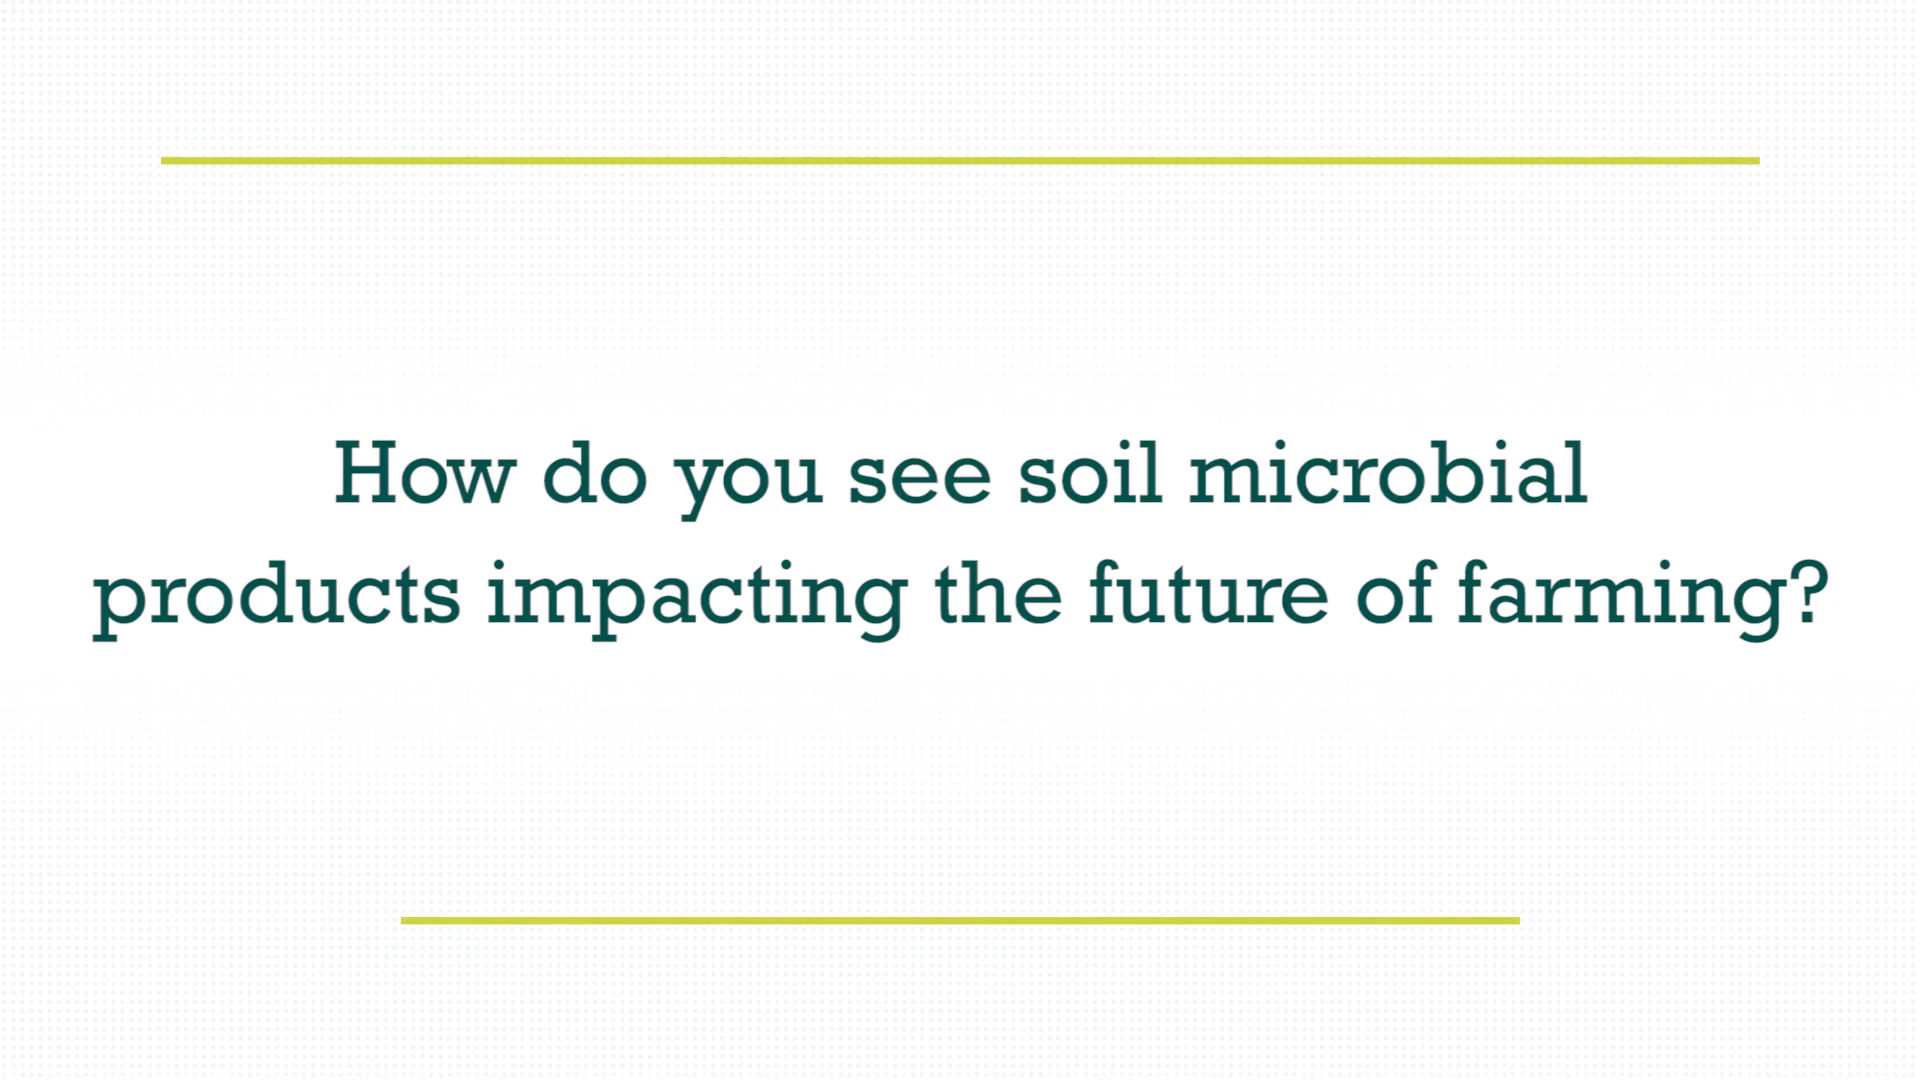 How do you see soil microbial
products impacting the future of farming?